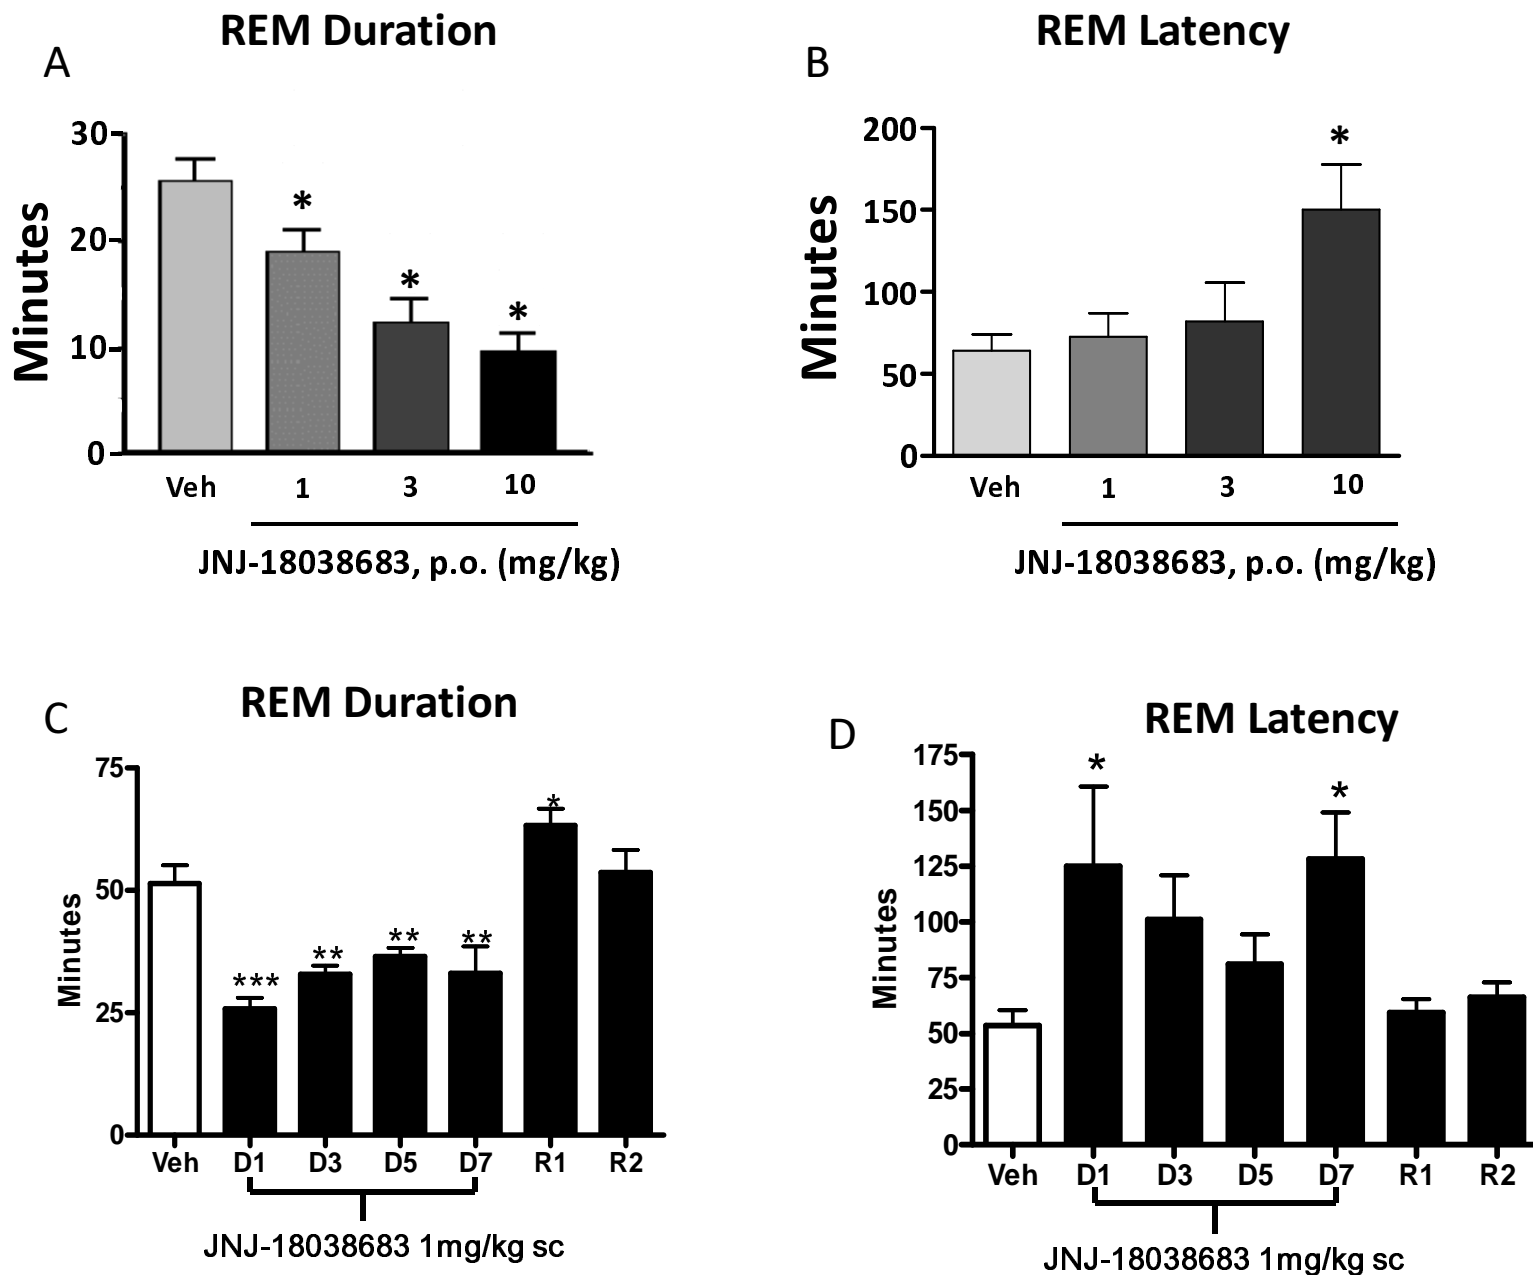 REM Duration
A
30
20
10
0
Minutes
*
*
*
Veh 1 3 10
JNJ-18038683, p.o. (mg/kg)
REM Latency
B
200
150
100
50
0
Minutes
*
Veh 1 3 10
JNJ-18038683, p.o. (mg/kg)
REM Duration
C
75
50
25
0
Minutes
***
**
**
**
*
Veh D1 D3 D5 D7 R1 R2
JNJ-18038683 1mg/kg sc
REM Latency
D
175
150
125
100
75
50
25
0
Minutes
*
*
Veh D1 D3 D5 D7 R1 R2
JNJ-18038683 1mg/kg sc